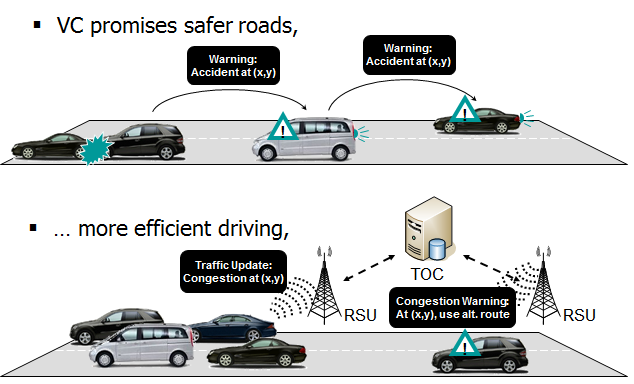 ▪ VC promises safer roads,
Warning:
Accident at (x,y)
Warning:
Accident at (x,y)
!
!
▪ … more efficient driving,
TOC
Traffic Update:
Congestion at (x,y)
RSU
Congestion Warning:
At (x,y), use alt. route
RSU
!